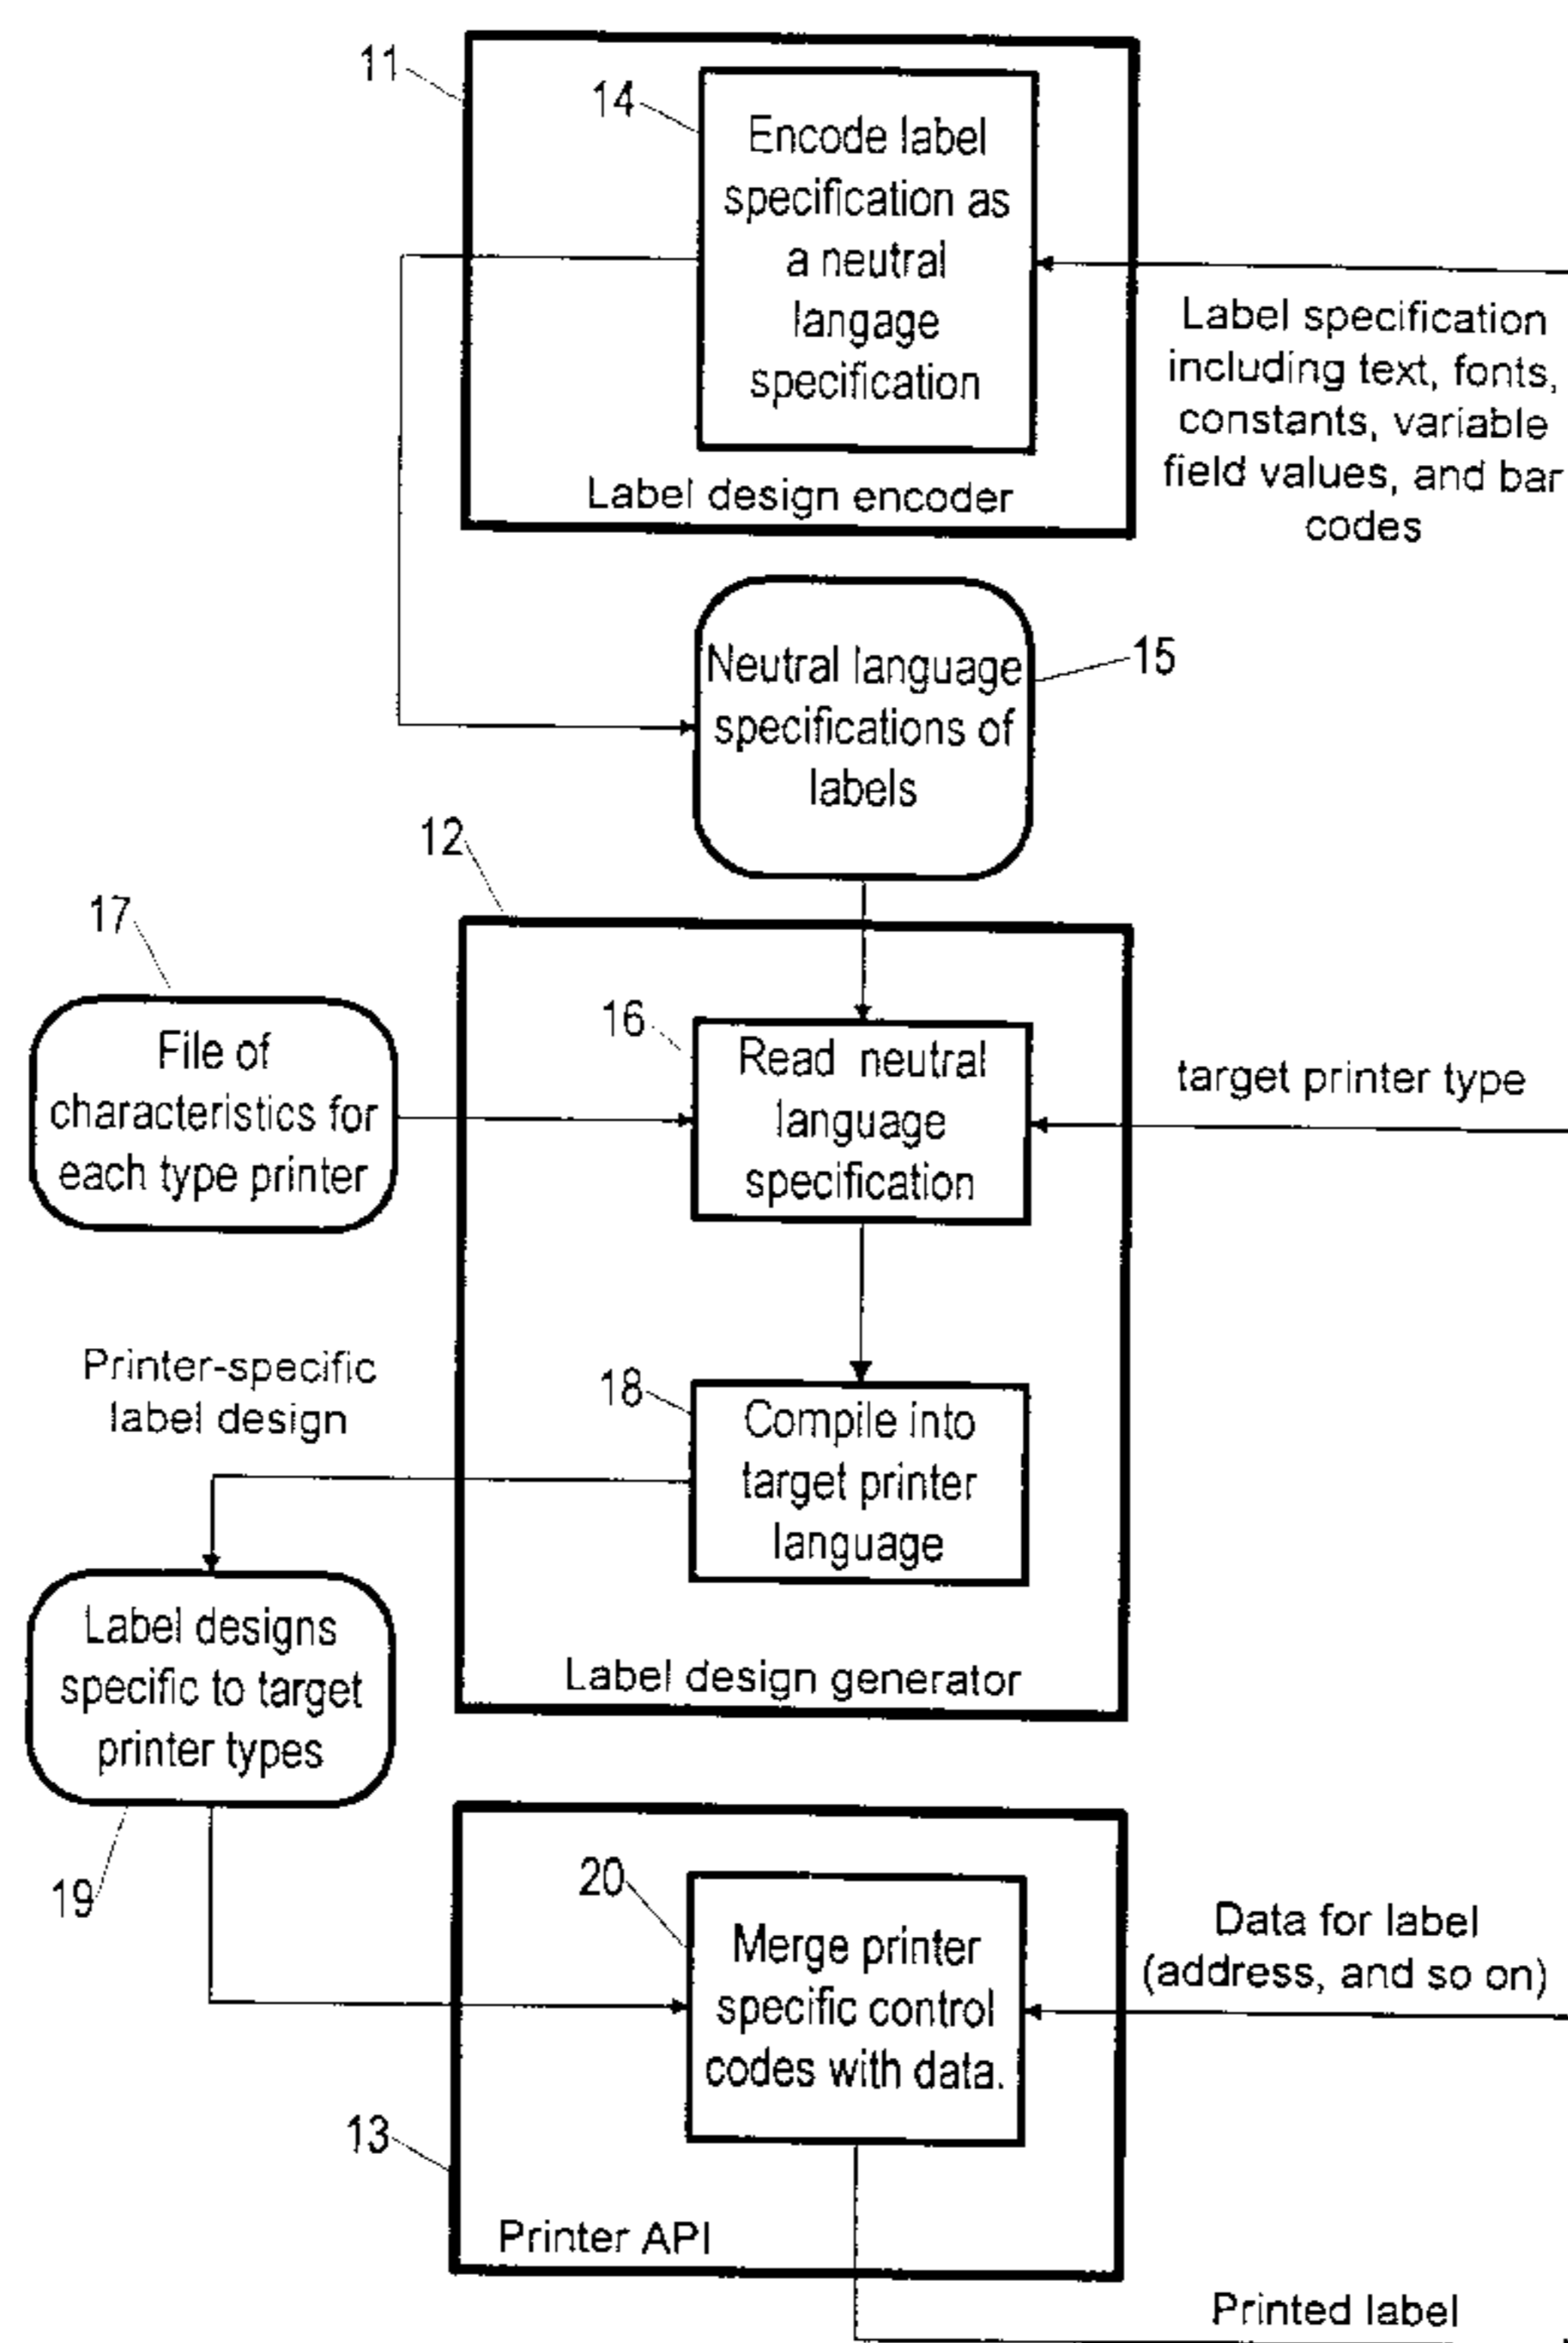 11
14
Encode label
specification as
a neutral
langage
specification
Label design encoder
Label specification
including text, fonts,
constants, variable
field values, and bar
codes
Neutral language
specifications of
labels
15
12
17
File of
characteristics for
each type printer
16
Read neutral
language
specification
target printer type
Printer-specific
label design
18
Compile into
target printer
language
Label design generator
Label designs
specific to target
printer types
19
20
Merge printer
specific control
codes with data.
Data for label
(address, and so on)
13
Printer API
Printed label